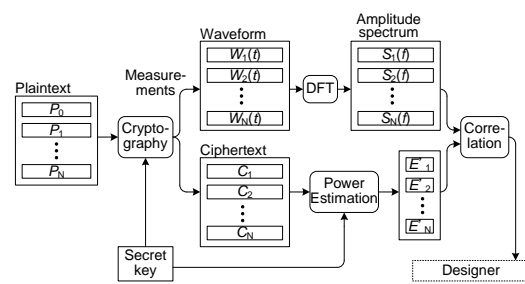 Plaintext
P0
P1
PN
Crypto-
graphy
Secret
key
Measure-
ments
Waveform
W1(t)
W2(t)
WN(t)
DFT
Amplitude
spectrum
S1(f)
S2(f)
SN(f)
Ciphertext
C1
C2
CN
Power
Estimation
E'1
E'2
E'N
Corre-
lation
Designer